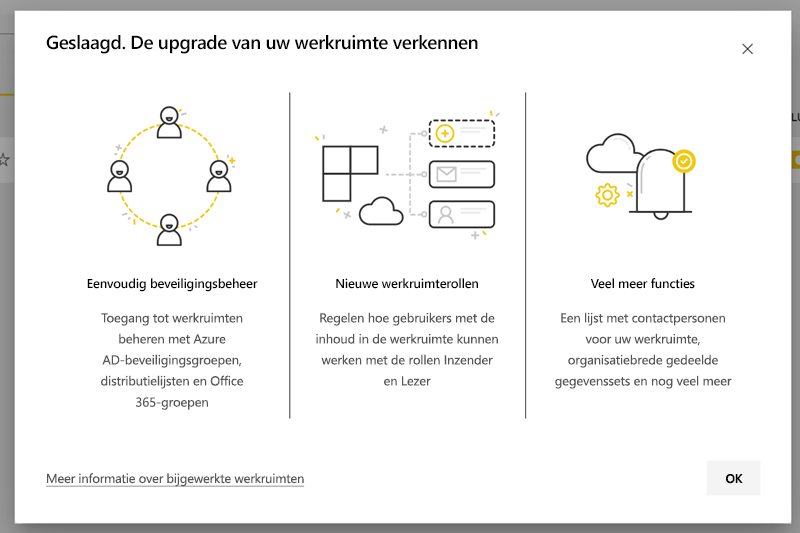 Geslaagd. De upgrade van uw werkruimte verkennen
Eenvoudig beveiligingsbeheer
Toegang tot werkruimten
beheren met Azure
AD-beveiligingsgroepen,
distributielijsten en Office
365-groepen
Nieuwe werkruimterollen
Regelen hoe gebruikers met de
inhoud in de werkruimte kunnen
werken met de rollen Inzender
en Lezer
Veel meer functies
Een lijst met contactpersonen
voor uw werkruimte,
organisatiebrede gedeelde
gegevenssets en nog veel meer
Meer informatie over bijgewerkte werkruimten
OK